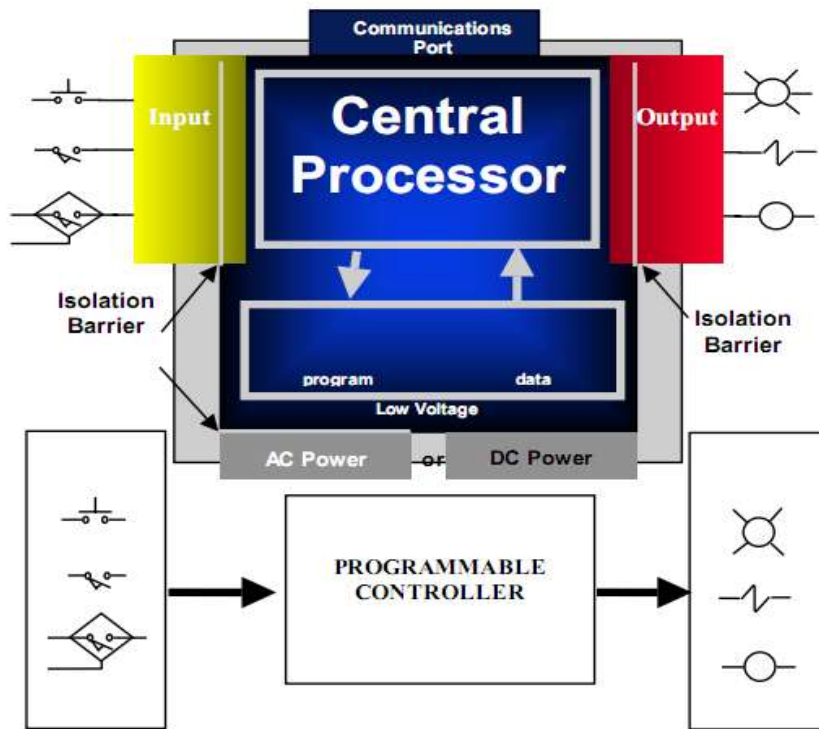 Communications
Port
Input
Central
Processor
Output
Isolation
Barrier
Isolation
Barrier
program data
Low Voltage
AC Power or DC Power
PROGRAMMABLE
CONTROLLER